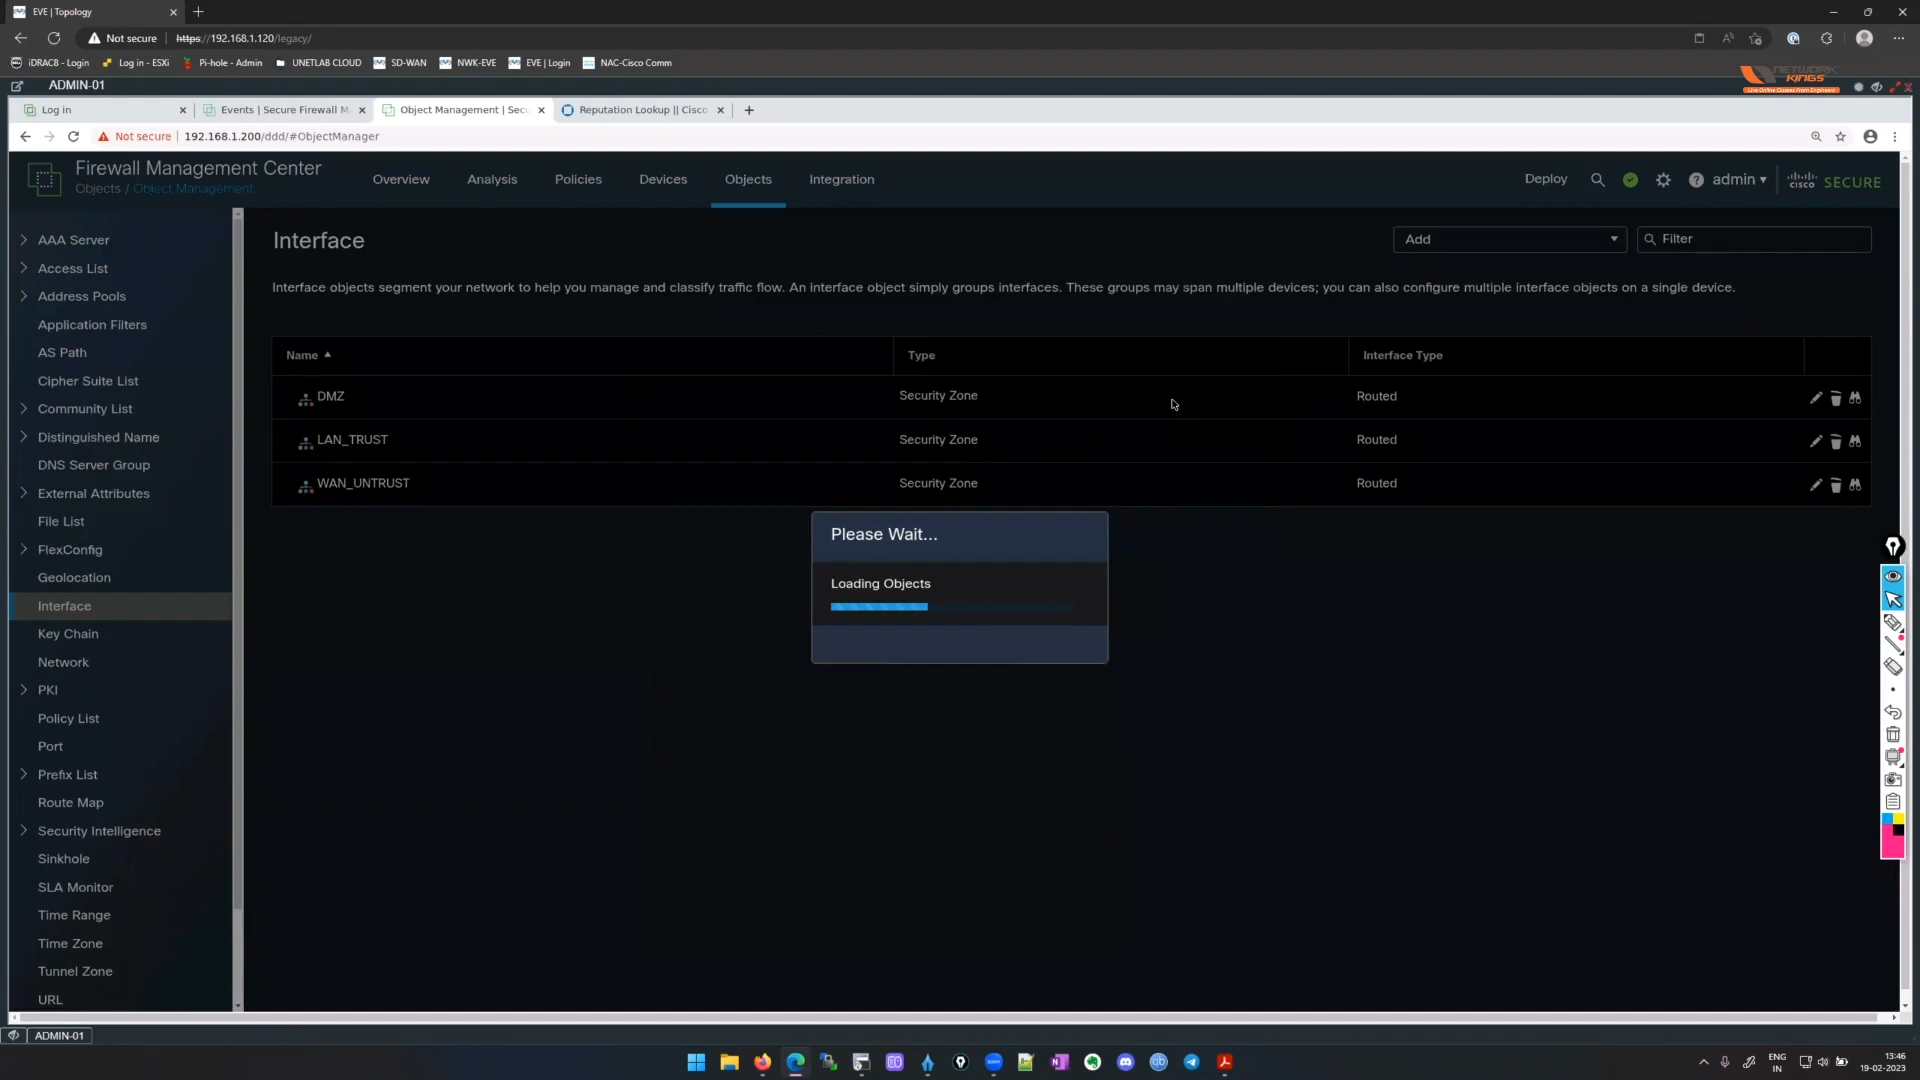 EVE | Topology
Not secure
https://192.168.1.120/legacy/
iDRAC8 - Login
Log in - ESXi
Pi-hole - Admin
UNETLAB CLOUD
SD-WAN
NWK-EVE
EVE | Login
NAC-Cisco Comm
ADMIN-01
NETWORK
KINGS
Live Online Classes From Engineers
Log in
Events | Secure Firewall M
Object Management | Secu
Reputation Lookup || Cisco
Not secure
192.168.1.200/ddd/#ObjectManager
Firewall Management Center
Objects / Object Management
Overview
Analysis
Policies
Devices
Objects
Integration
Deploy
admin
cisco SECURE
AAA Server
Access List
Address Pools
Application Filters
AS Path
Cipher Suite List
Community List
Distinguished Name
DNS Server Group
External Attributes
File List
FlexConfig
Geolocation
Interface
Key Chain
Network
PKI
Policy List
Port
Prefix List
Route Map
Security Intelligence
Sinkhole
SLA Monitor
Time Range
Time Zone
Tunnel Zone
URL
Interface
Add
Filter
Interface objects segment your network to help you manage and classify traffic flow. An interface object simply groups interfaces. These groups may span multiple devices; you can also configure multiple interface objects on a single device.
Name
Type
Interface Type
DMZ
Security Zone
Routed
LAN_TRUST
Security Zone
Routed
WAN_UNTRUST
Security Zone
Routed
Please Wait...
Loading Objects
ADMIN-01
ENG
IN
13:46
19-02-2023